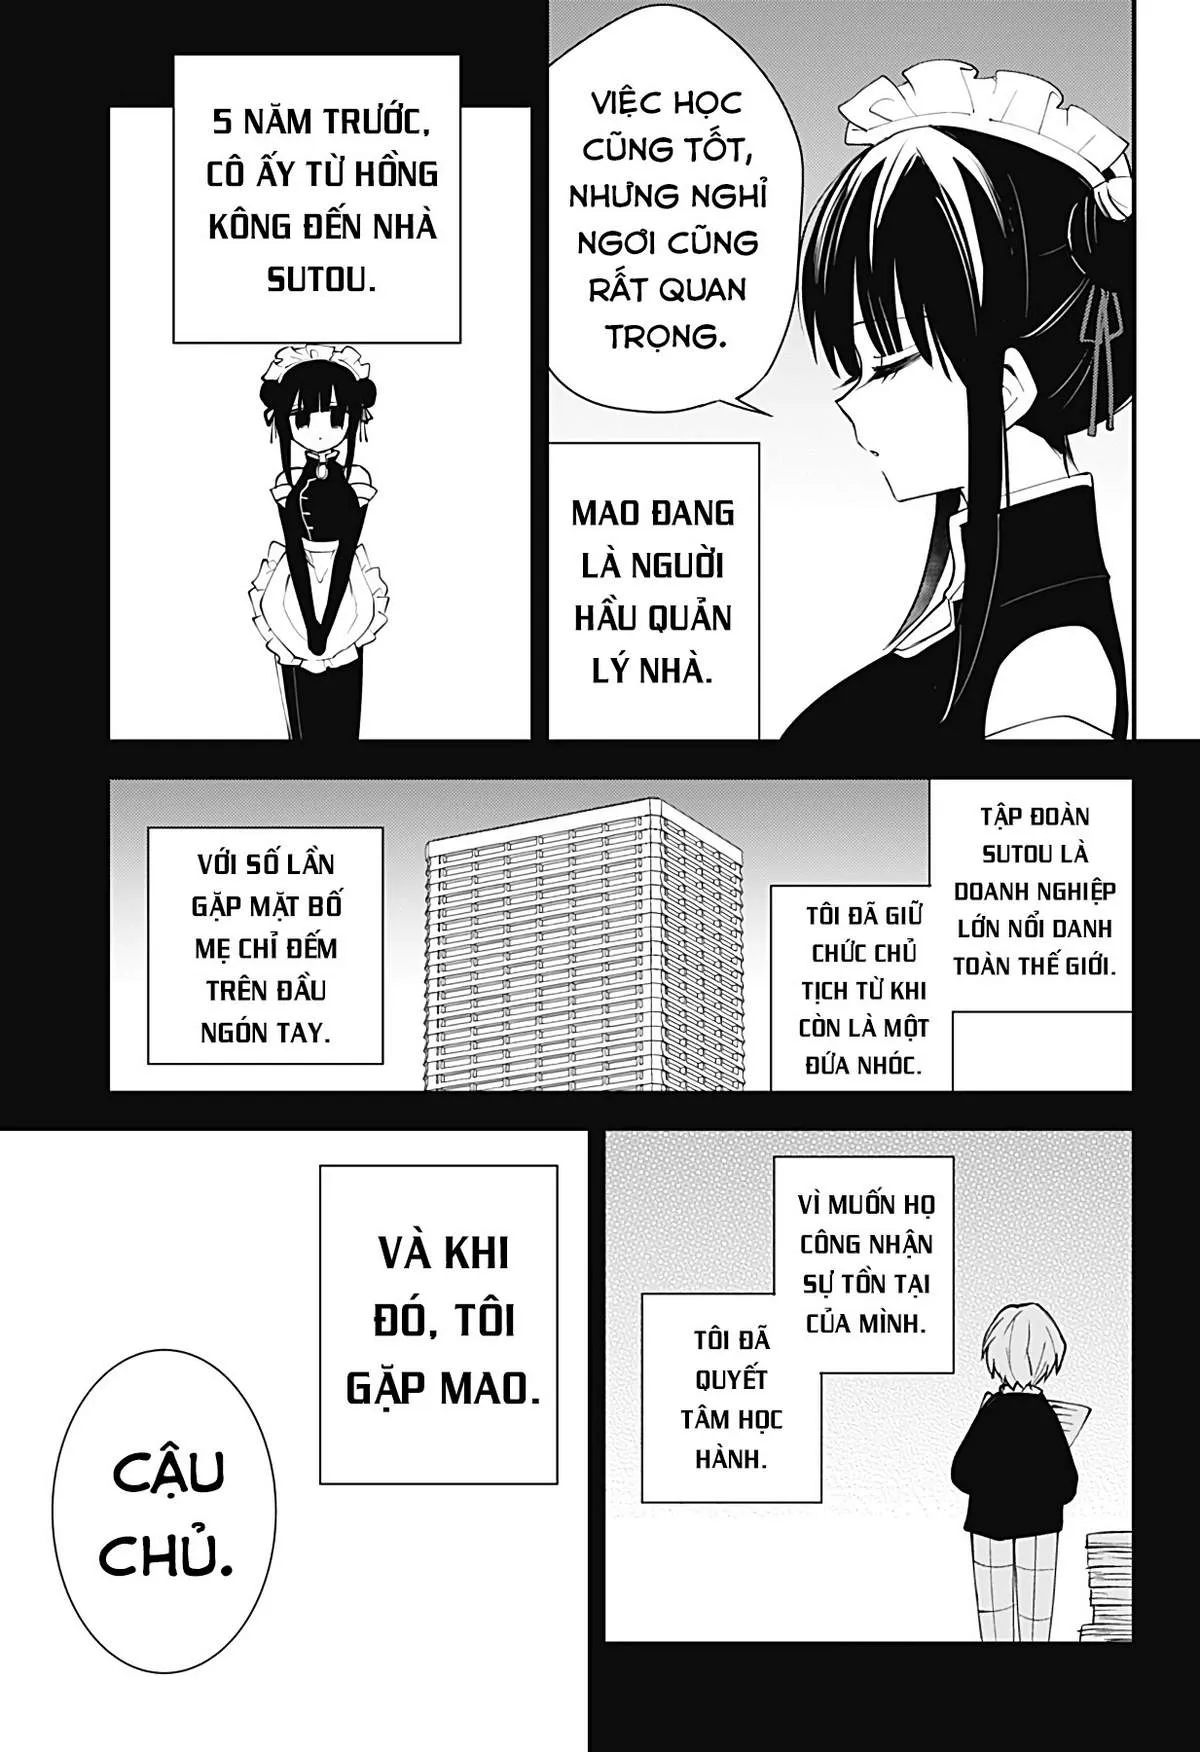 VIỆC HỌC
CŨNG TỐT,
NHƯNG NGHỈ
NGƠI CŨNG
RẤT QUAN
TRỌNG.
MAO ĐANG
LÀ NGUỜI
HẦU QUẢN
LÝ NHÀ.
5 NĂM TRƯỚC,
CÔ ẤY TỪ HỒNG
KÔNG ĐẾN NHÀ
SUTOU.
TẬP ĐOÀN
SUTOU LÀ
DOANH NGHIỆP
LỚN NỔI DANH
TOÀN THẾ GIỚI.
TÔI ĐÃ GIỮ
CHỨC CHỦ
TỊCH TỪ KHI
CÒN LÀ MỘT
ĐỨA NHÓC.
VỚI SỐ LẦN
GẶP MẶT BỐ
MẸ CHỈ ĐẾM
TRÊN ĐẦU
NGÓN TAY.
VÌ MUỐN HỌ
CÔNG NHẬN
SỰ TỒN TẠI
CỦA MÌNH.
TÔI ĐÃ
QUYẾT
TÂM HỌC
HÀNH.
VÀ KHI
ĐÓ, TÔI
GẶP MAO.
CẬU
CHỦ.